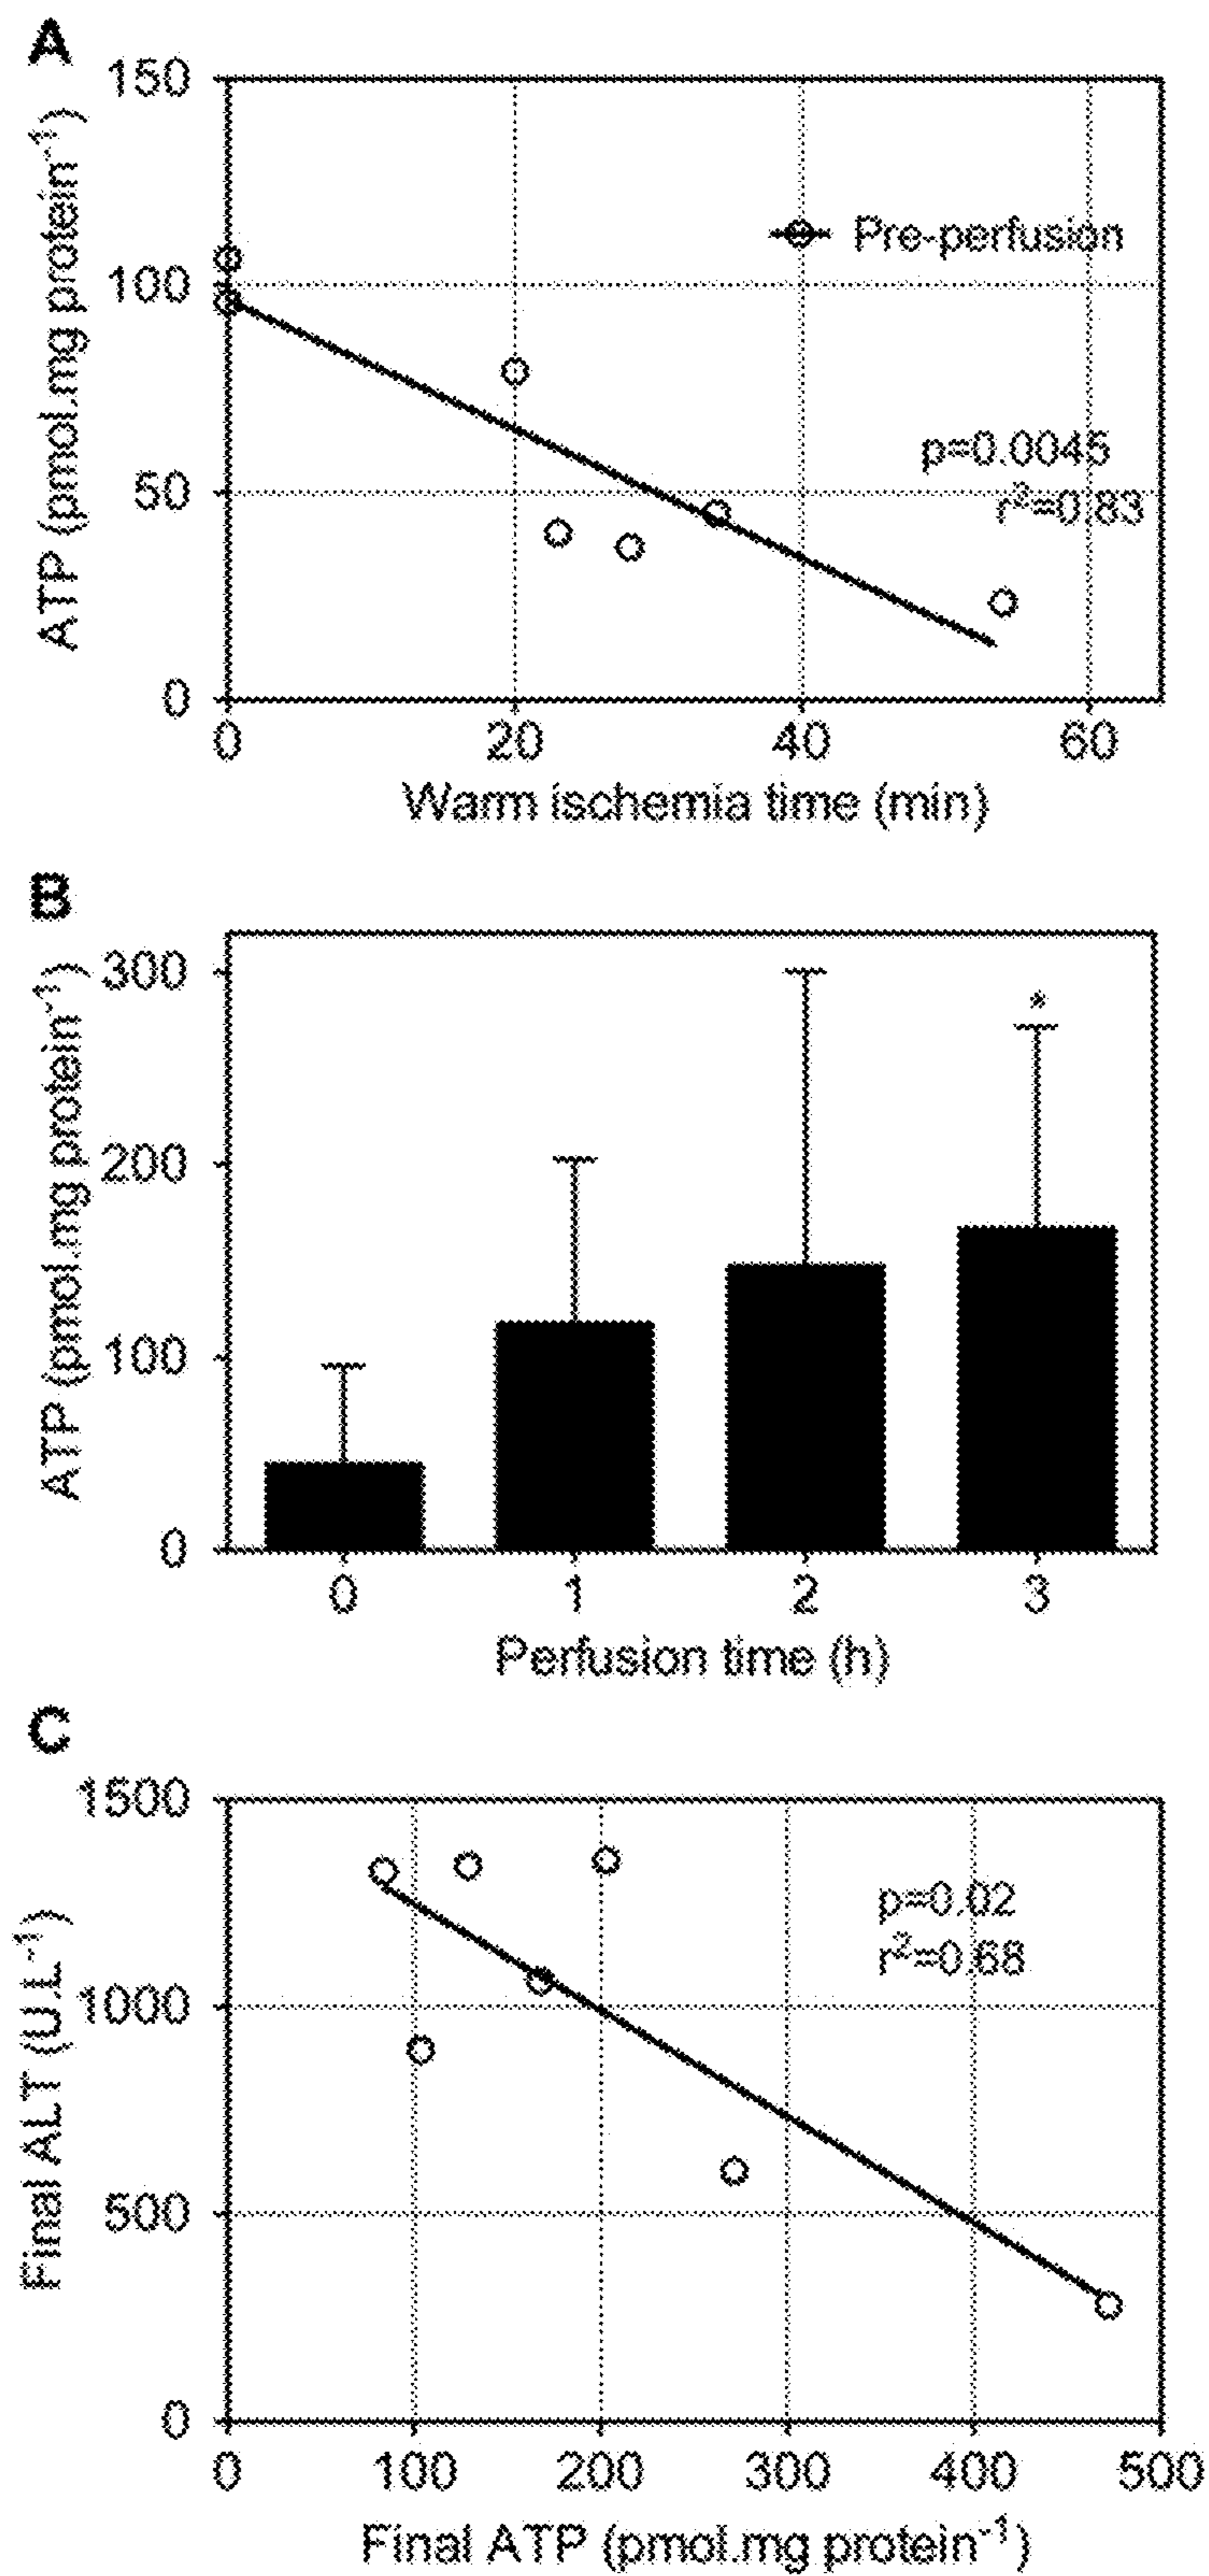 A
ATP (pmol.mg protein⁻¹)
150
100
50
0
Pre-perfusion
p=0.0045
r²=0.83
0 20 40 60
Warm ischemia time (min)
B
ATP (pmol.mg protein⁻¹)
300
200
100
0
*
0 1 2 3
Perfusion time (h)
C
Final ALT (U.L⁻¹)
1500
1000
500
0
p=0.02
r²=0.68
0 100 200 300 400 500
Final ATP (pmol.mg protein⁻¹)